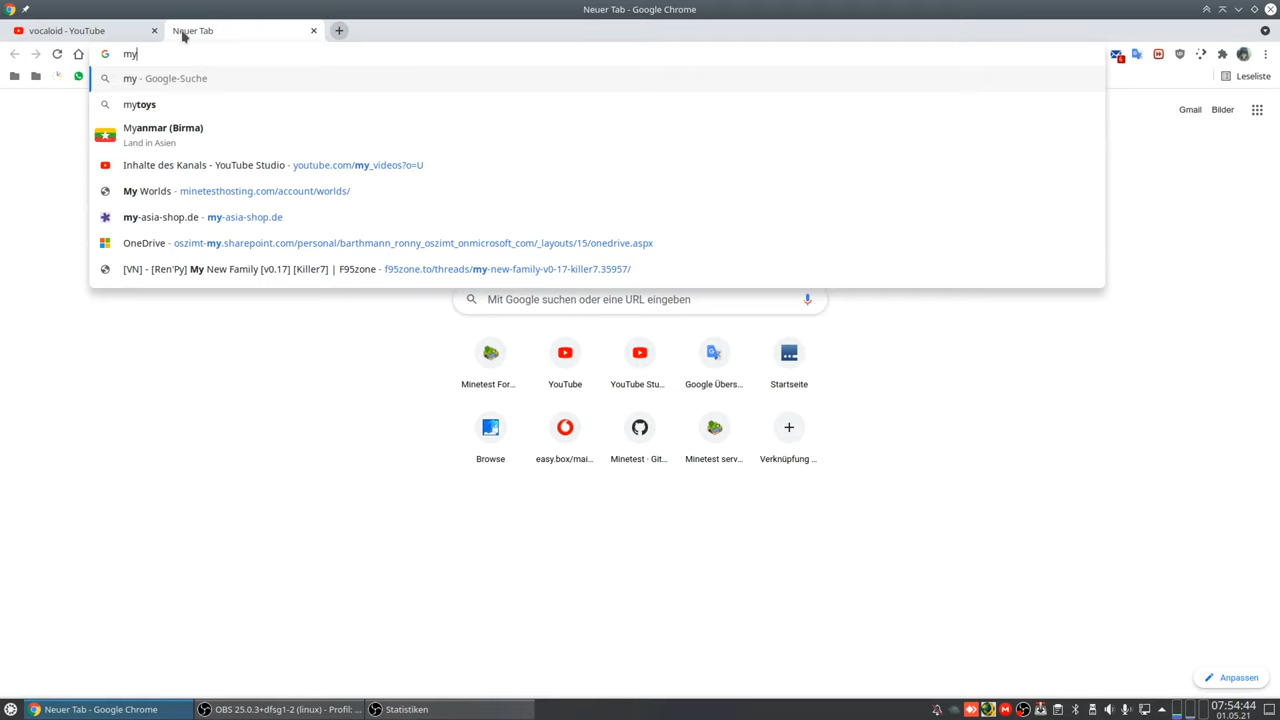 Neuer Tab - Google Chrome
vocaloid - YouTube
Neuer Tab
my
my - Google-Suche
mytoys
Myanmar (Birma)
Land in Asien
Inhalte des Kanals - YouTube Studio - youtube.com/my_videos?o=U
My Worlds - minetesthosting.com/account/worlds/
my-asia-shop.de - my-asia-shop.de
OneDrive - oszimt-my.sharepoint.com/personal/barthmann_ronny_oszimt_onmicrosoft_com/_layouts/15/onedrive.aspx
[VN] - [Ren'Py] My New Family [v0.17] [Killer7] | F95zone - f95zone.to/threads/my-new-family-v0-17-killer7.35957/
6
Leseliste
Gmail
Bilder
Mit Google suchen oder eine URL eingeben
Minetest For...
YouTube
YouTube Stu...
Google Übers...
Startseite
Browse
easy.box/mai...
Minetest · Git...
Minetest serv...
Verknüpfung ...
Anpassen
Neuer Tab - Google Chrome
OBS 25.0.3+dfsg1-2 (linux) - Profil: ...
Statistiken
07:54:44
01.05.21